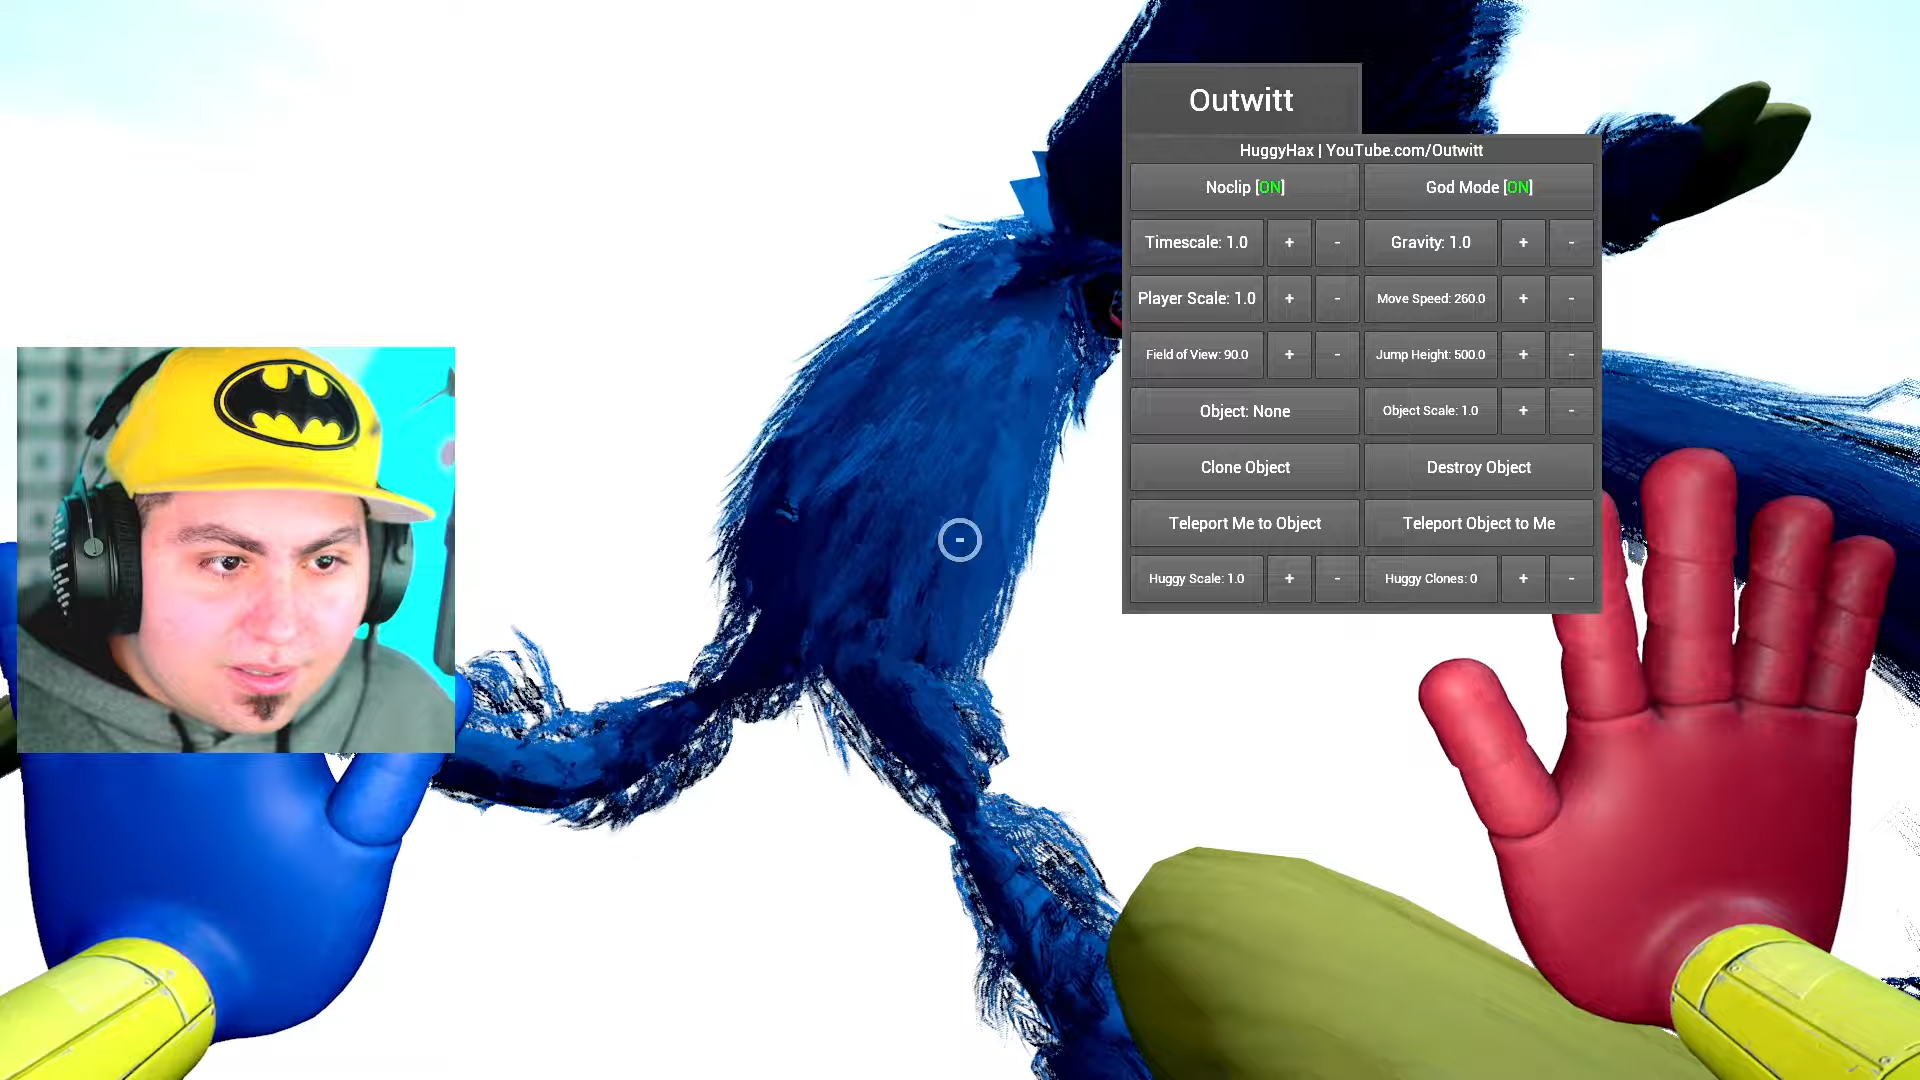 Outwitt
HuggyHax | YouTube.com/Outwitt
Noclip [ON] God Mode [ON]
Timescale: 1.0 + - Gravity: 1.0 + -
Player Scale: 1.0 + - Move Speed: 260.0 + -
Field of View: 90.0 + - Jump Height: 500.0 + -
Object: None Object Scale: 1.0 + -
Clone Object Destroy Object
Teleport Me to Object Teleport Object to Me
Huggy Scale: 1.0 + - Huggy Clones: 0 + -